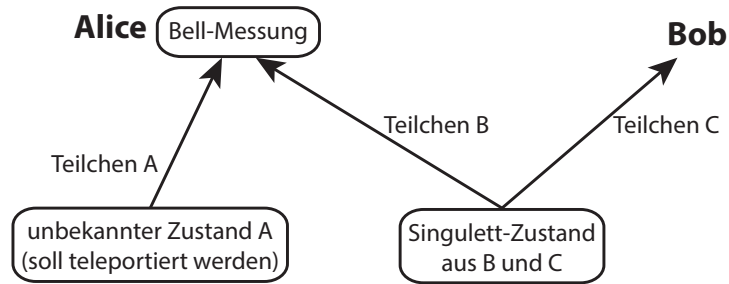 Alice
Bell-Messung
Bob
Teilchen B
Teilchen C
Teilchen A
unbekannter Zustand A
(soll teleportiert werden)
Singulett-Zustand
aus B und C